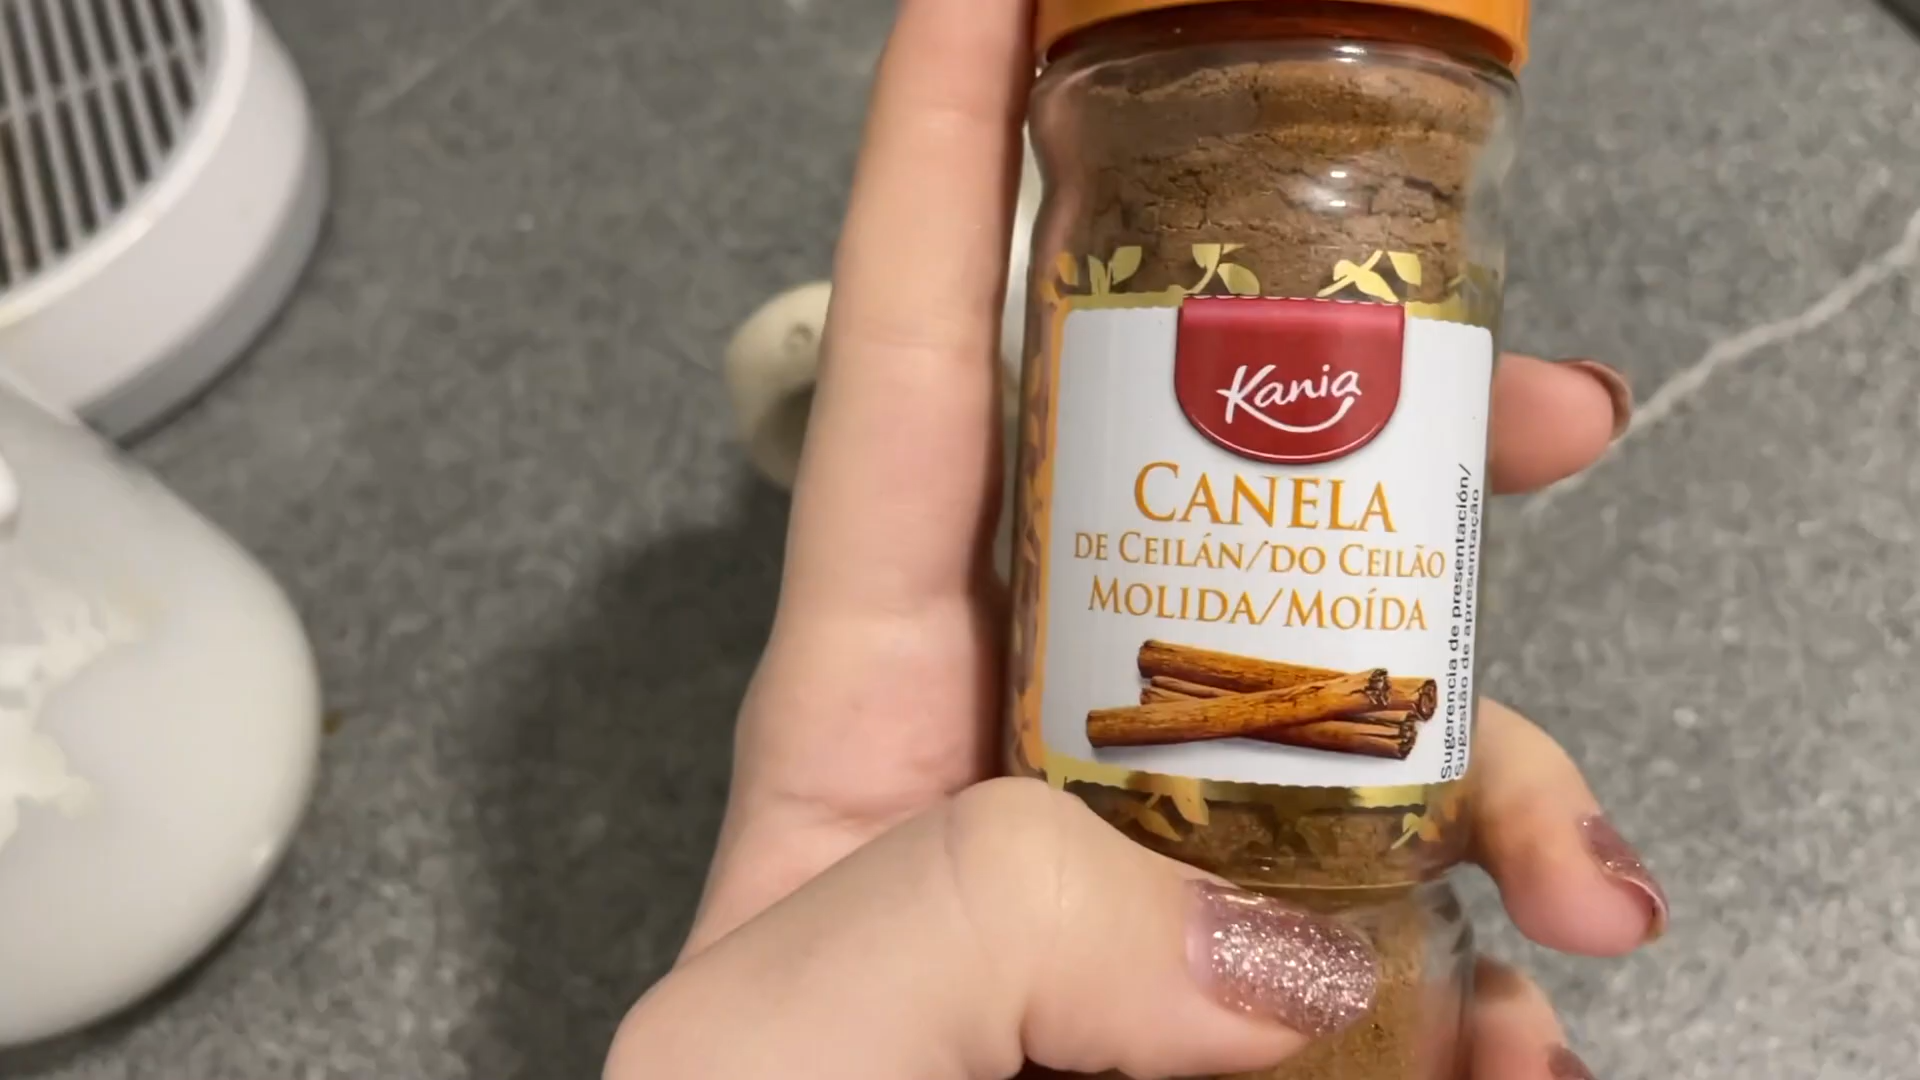 Kania
CANELA
DE CEILÁN/DO CEILÃO
MOLIDA/MOÍDA
Sugerencia de presentación/
Sugestão de apresentação